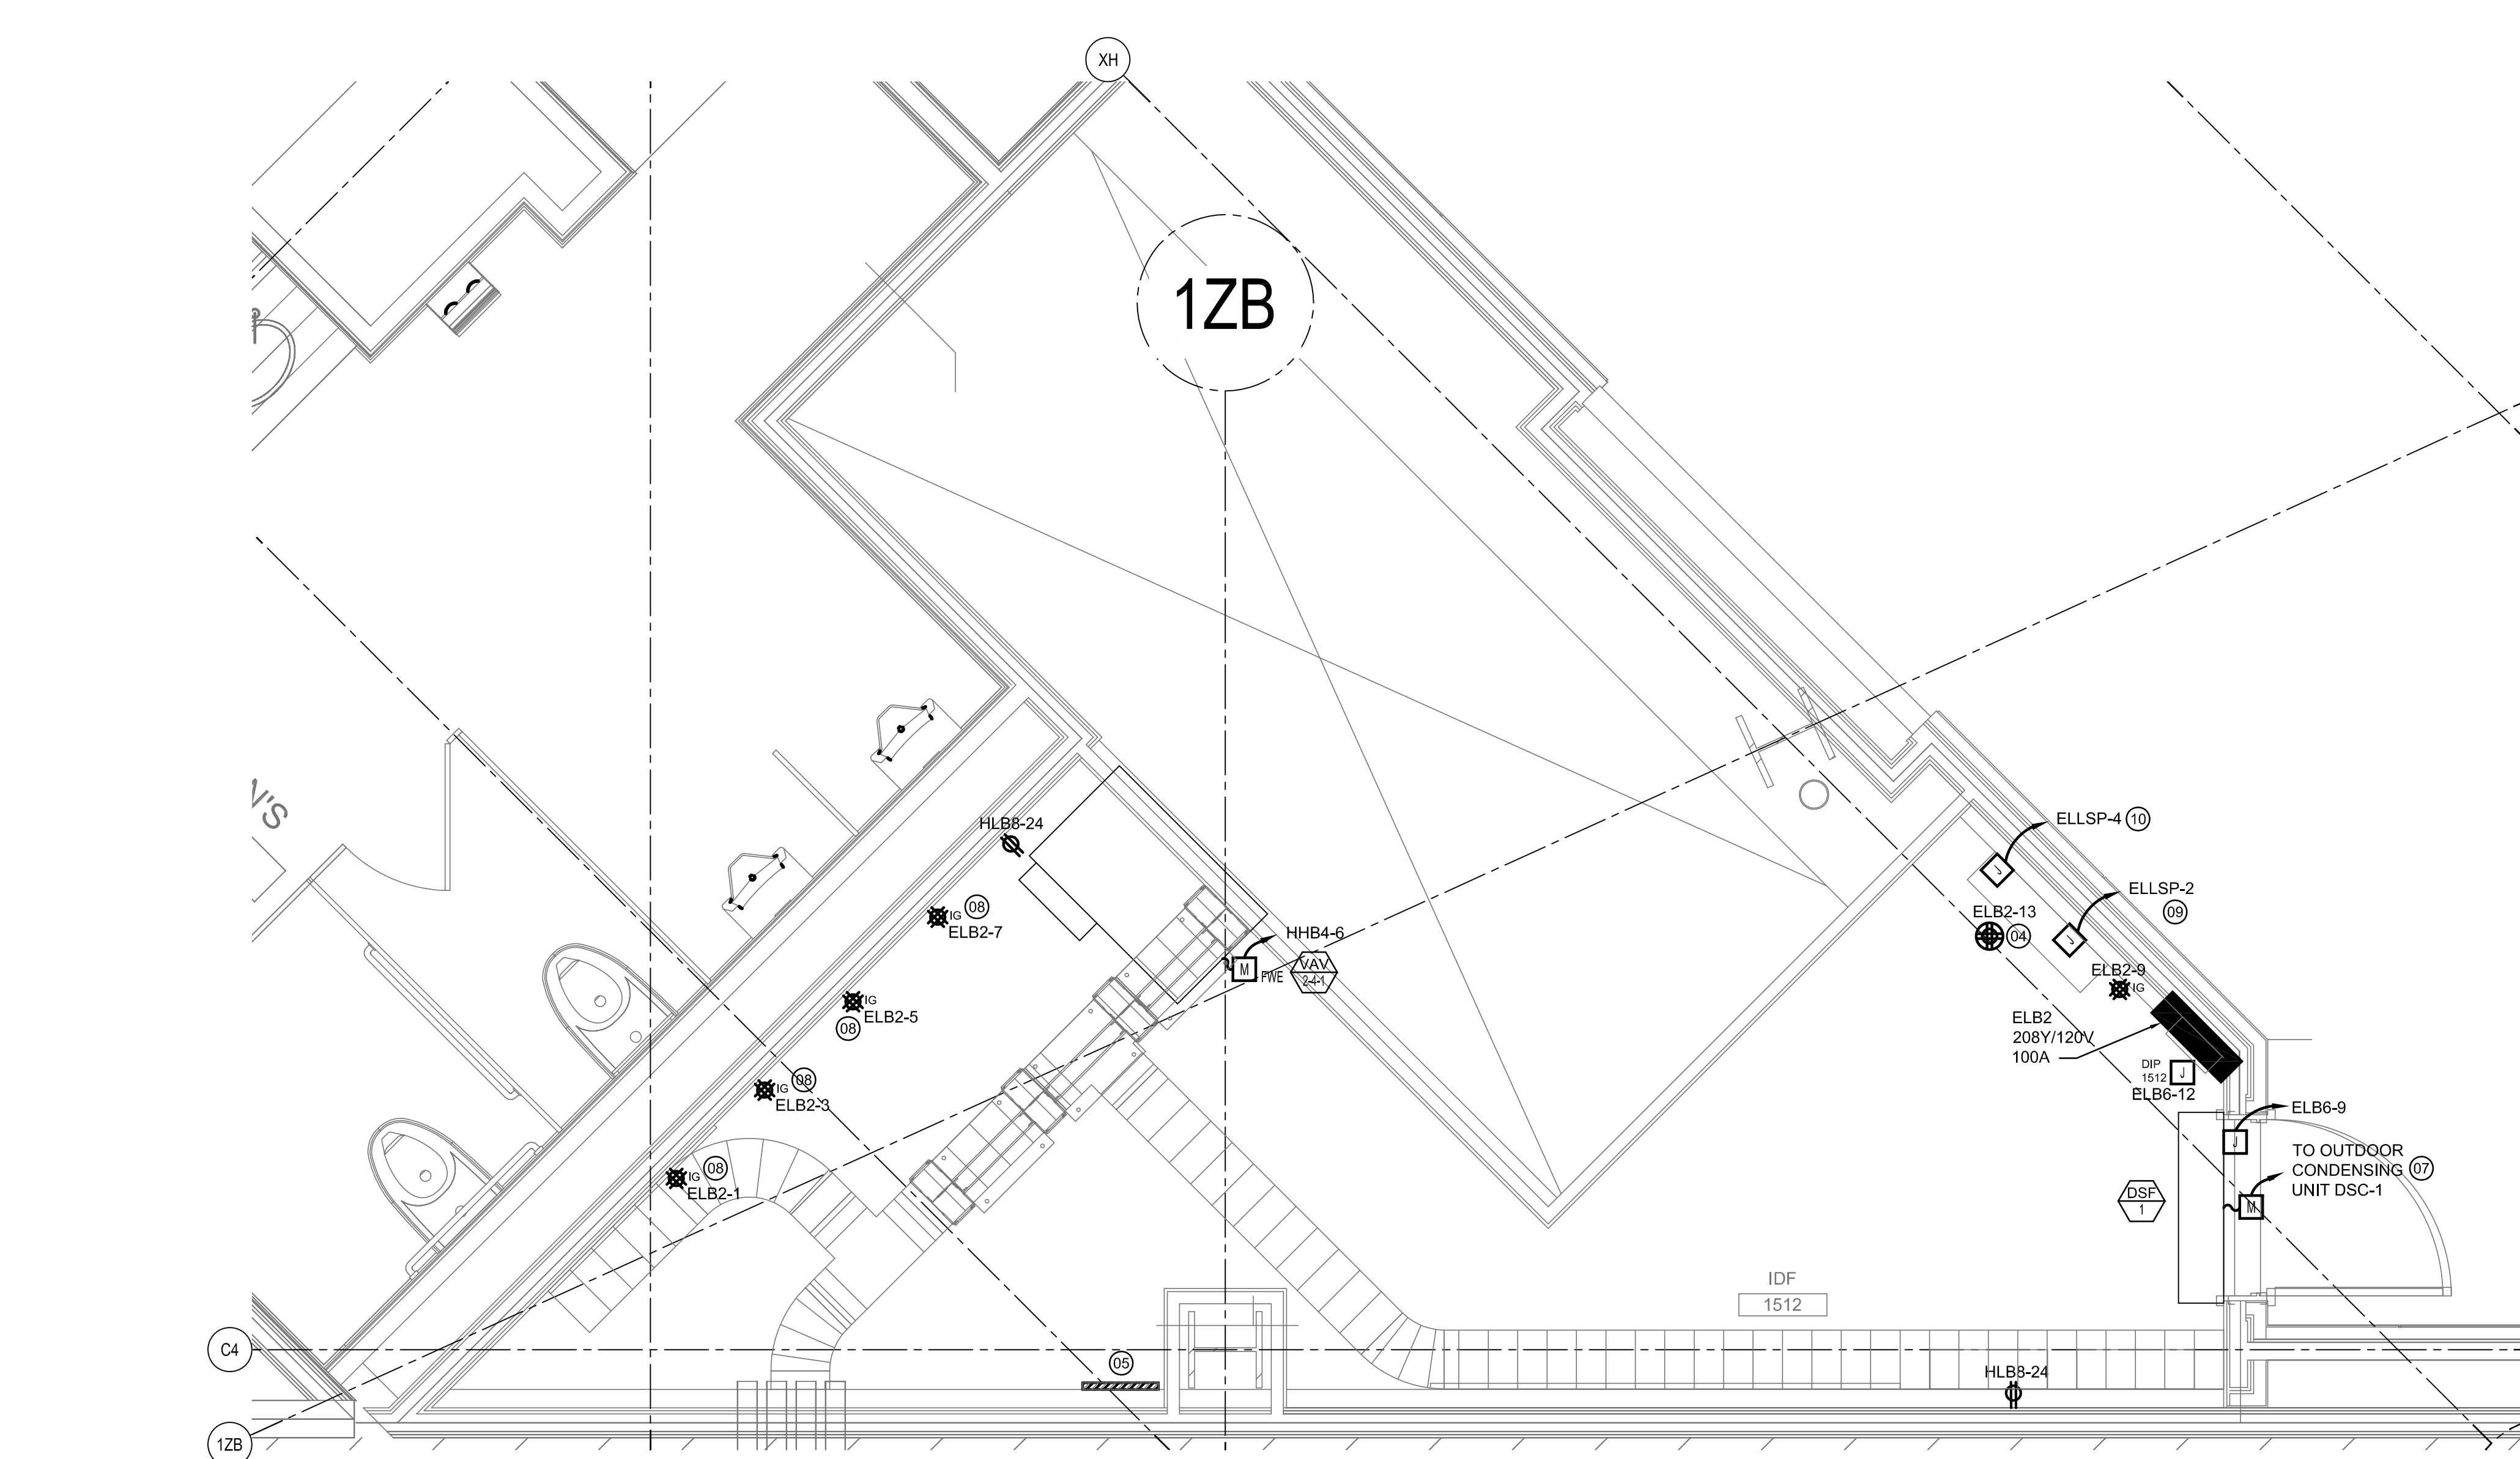 XH
1ZB
N'S
HLB8-24
IG
08
ELB2-7
HHB4-6
M
FWE
VAV
2-4-1
IG
ELB2-5
08
08
IG
ELB2-3
08
IG
ELB2-1
ELLSP-4
10
J
ELLSP-2
09
J
ELB2-13
04
ELB2-9
IG
ELB2
208Y/120V
100A
DIP
1512
J
ELB6-12
ELB6-9
J
TO OUTDOOR
CONDENSING
UNIT DSC-1
07
M
DSF
1
IDF
1512
C4
05
HLB8-24
1ZB